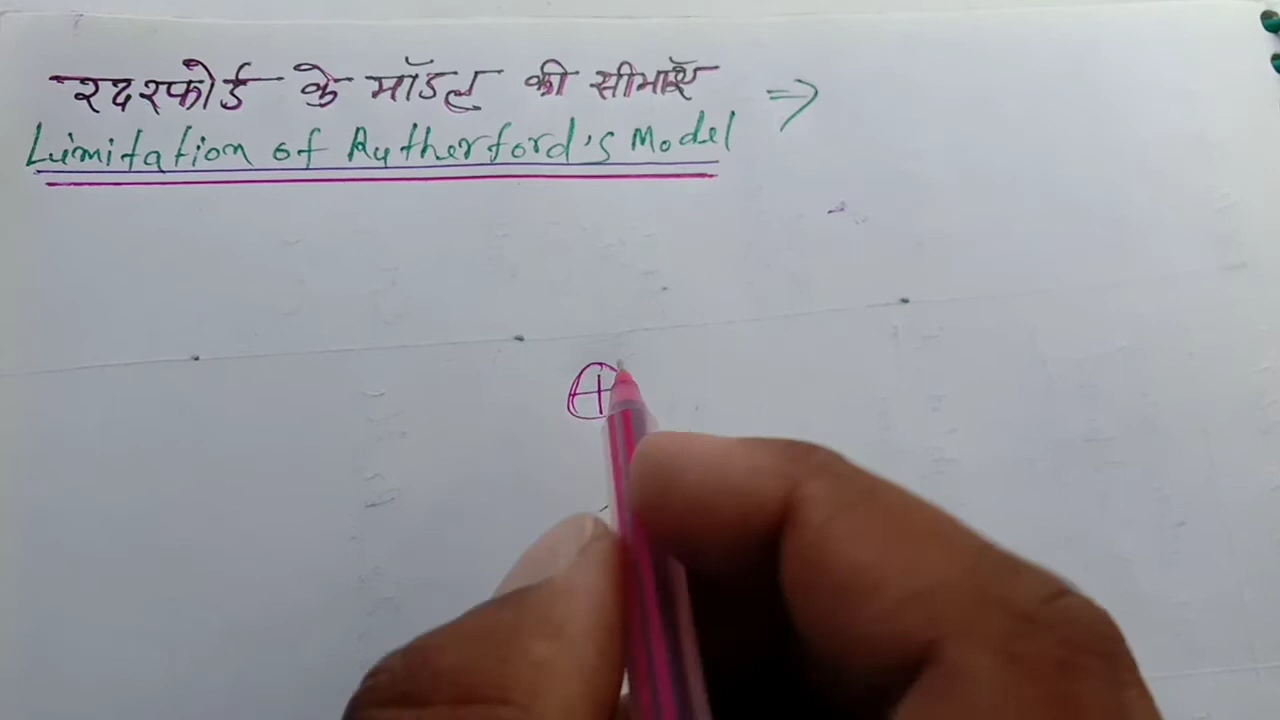 रदरफोर्ड के मॉडल की सीमाएँ ⇒
Limitation of Rutherford's Model
+